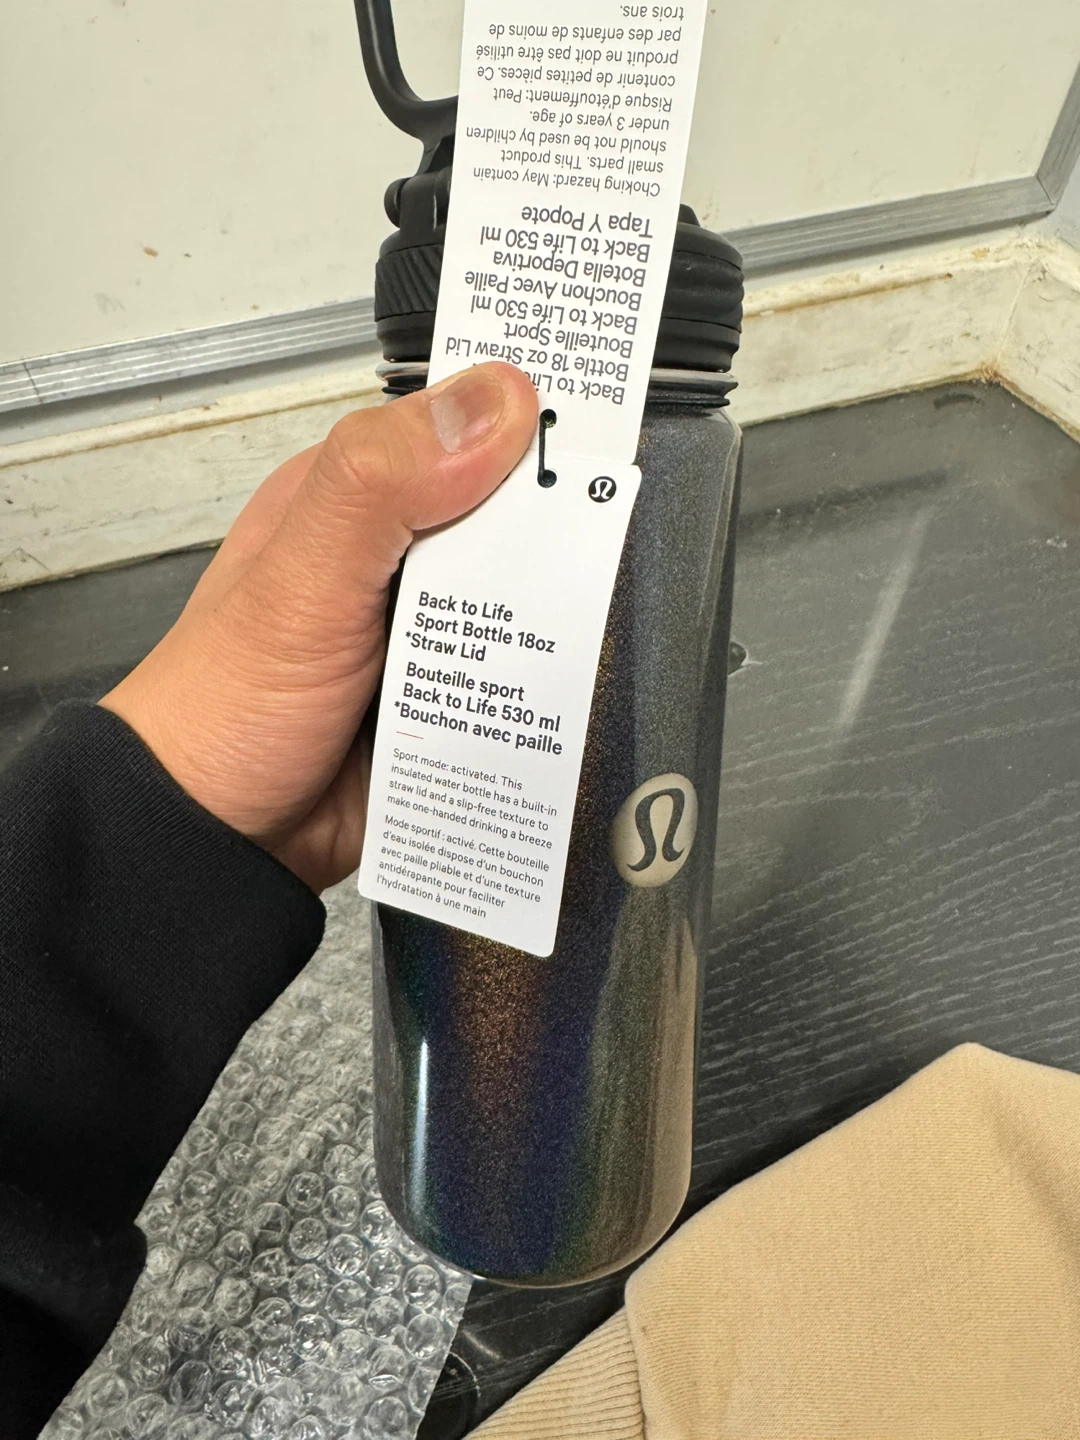 Back to Life
Sport Bottle 18oz
*Straw Lid
Bouteille sport
Back to Life 530 ml
*Bouchon avec paille
Sport mode: activated. This
insulated water bottle has a built-in
straw lid and a slip-free texture to
make one-handed drinking a breeze
Mode sportif : activé. Cette bouteille
d'eau isolée dispose d'un bouchon
avec paille pliable et d'une texture
antidérapante pour faciliter
l'hydratation à une main
Back to Life
Bottle 18 oz Straw Lid
Bouteille Sport
Back to Life 530 ml
Bouchon Avec Paille
Botella Deportiva
Back to Life 530 ml
Tapa Y Popote
Choking hazard: May contain
small parts. This product
should not be used by children
under 3 years of age.
Risque d'étouffement: Peut
contenir de petites pièces. Ce
produit ne doit pas être utilisé
par des enfants de moins de
trois ans.